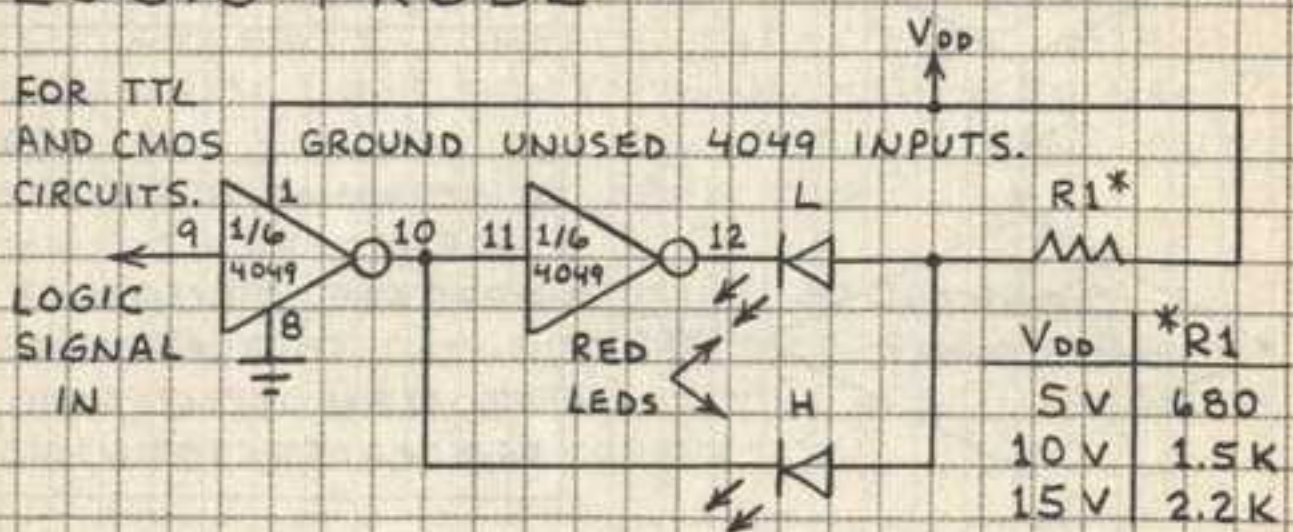 LOGIC PROBE
VDD
FOR TTL
AND CMOS
CIRCUITS.
GROUND UNUSED 4049 INPUTS.
1
L
R1*
9
1/6
4049
10
11
1/6
4049
12
LOGIC
SIGNAL
IN
8
RED
LEDS
H
VDD *R1
5 V 680
10 V 1.5K
15 V 2.2K